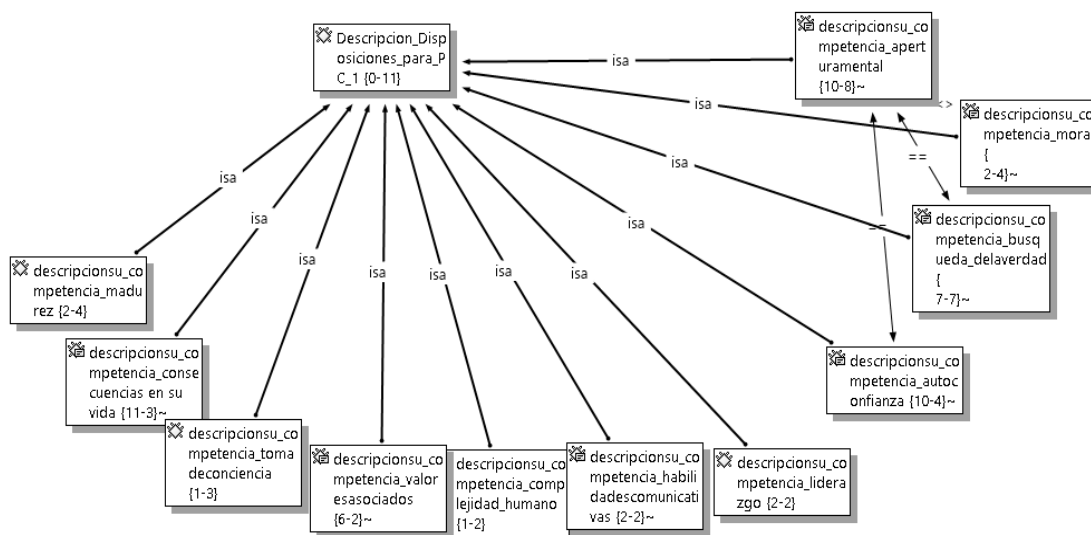 Descripcion_Disp
osiciones_para_P
C_1 {0-11}
descripcionsu_co
mpetencia_apert
uramental
{10-8}~
isa
<>
isa
descripcionsu_co
mpetencia_mora
{
2-4}~
==
isa
isa
isa
isa
==
descripcionsu_co
mpetencia_busq
ueda_delaverdad
{
7-7}~
isa
isa
isa
isa
isa
isa
descripcionsu_co
mpetencia_madu
rez {2-4}
descripcionsu_co
mpetencia_conse
cuencias en su
vida {11-3}~
descripcionsu_co
mpetencia_autoc
onfianza {10-4}~
descripcionsu_co
mpetencia_toma
deconciencia
{1-3}
descripcionsu_co
mpetencia_valor
esasociados
{6-2}~
descripcionsu_co
mpetencia_comp
lejidad_humano
{1-2}
descripcionsu_co
mpetencia_habili
dadescomunicati
vas {2-2}~
descripcionsu_co
mpetencia_lidera
zgo {2-2}